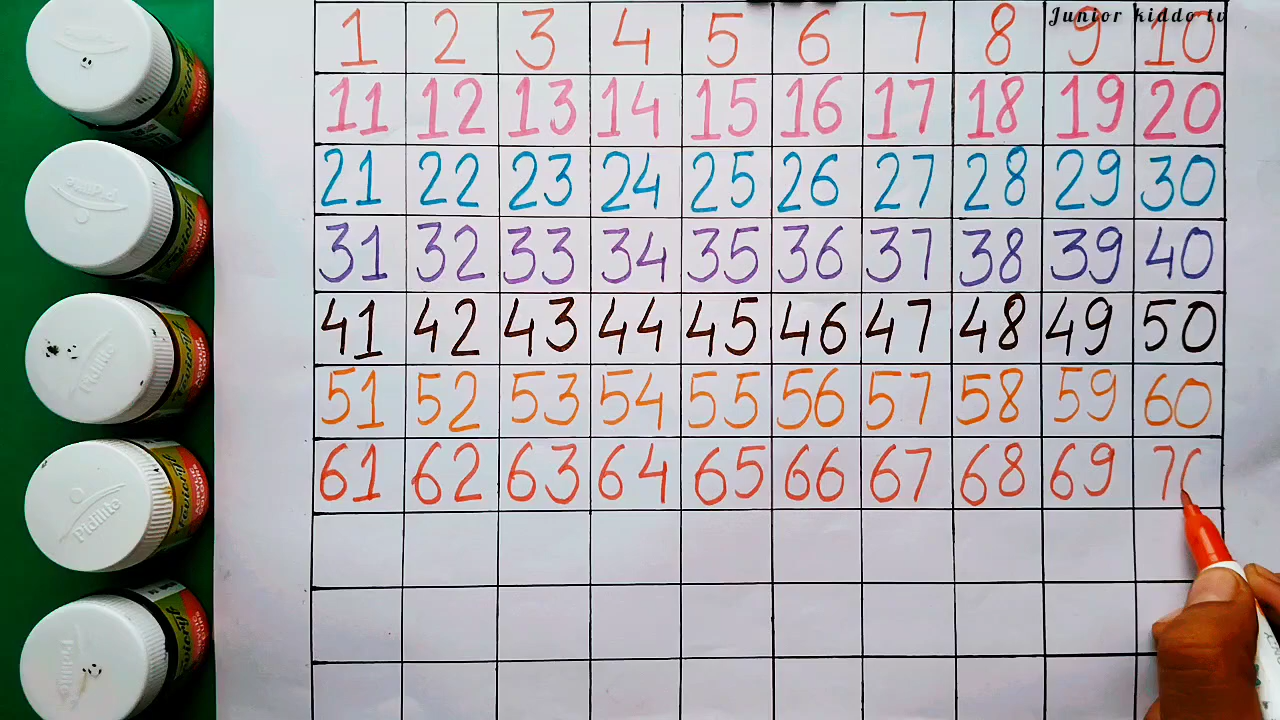 Junior kiddo tv
1 2 3 4 5 6 7 8 9 10
11 12 13 14 15 16 17 18 19 20
21 22 23 24 25 26 27 28 29 30
31 32 33 34 35 36 37 38 39 40
41 42 43 44 45 46 47 48 49 50
51 52 53 54 55 56 57 58 59 60
61 62 63 64 65 66 67 68 69 7
Pidilite
Pidilite